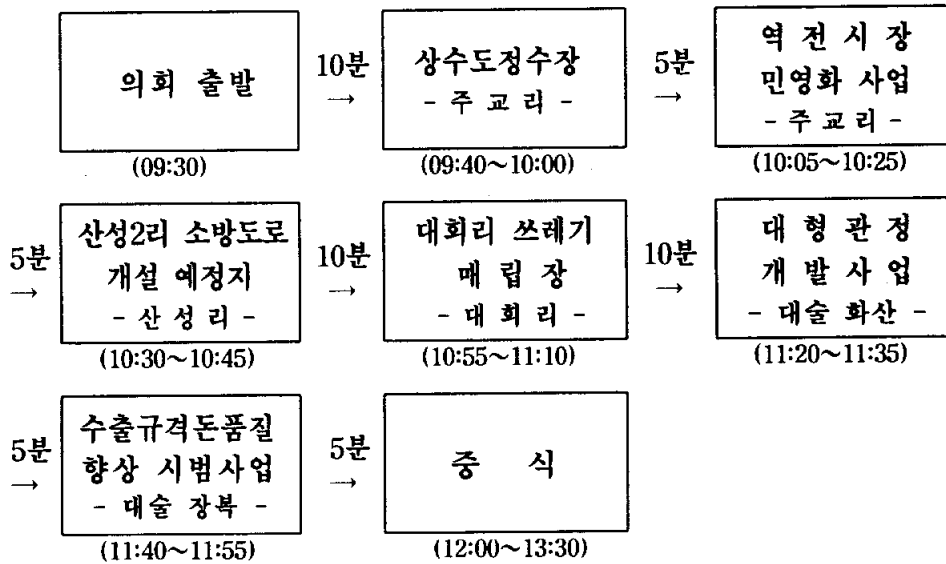 의회 출발
(09:30)
10분
→
상수도정수장
- 주 교 리 -
(09:40~10:00)
5분
→
역 전 시 장
민영화 사업
- 주 교 리 -
(10:05~10:25)
5분
→
산성2리 소방도로
개설 예정지
- 산 성 리 -
(10:30~10:45)
10분
→
대회리 쓰레기
매 립 장
- 대 회 리 -
(10:55~11:10)
10분
→
대 형 관 정
개 발 사 업
- 대술 화산 -
(11:20~11:35)
5분
→
수출규격돈품질
향상 시범사업
- 대술 장복 -
(11:40~11:55)
5분
→
중 식
(12:00~13:30)